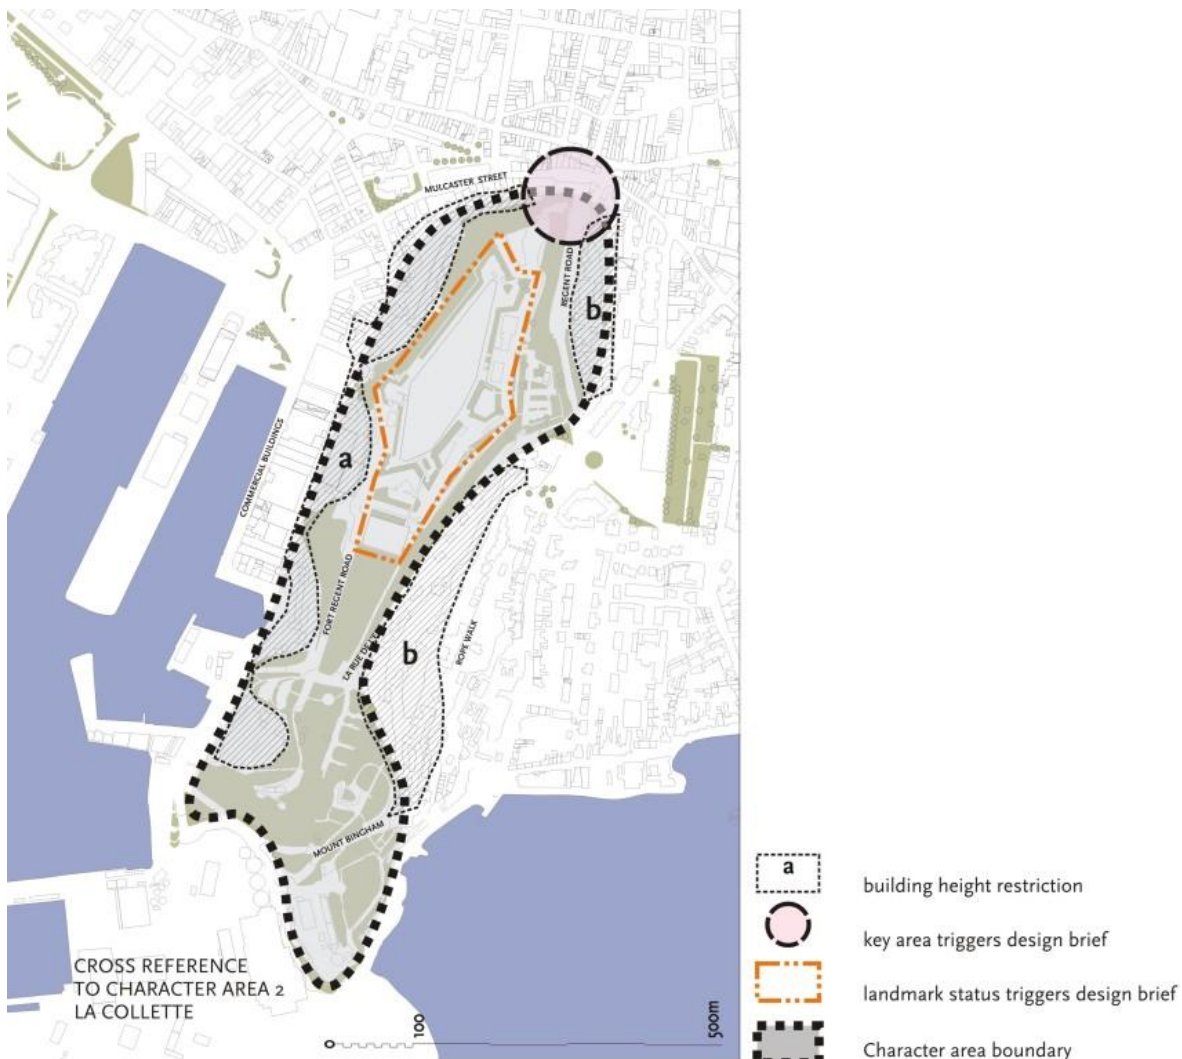 MULCASTER STREET
REGENT ROAD
b
COMMERCIAL BUILDINGS
a
FORT REGENT ROAD
LA RUE DE
b
ROPE WALK
MOUNT BINGHAM
CROSS REFERENCE
TO CHARACTER AREA 2
LA COLLETTE
0
100
500m
a
building height restriction
key area triggers design brief
landmark status triggers design brief
Character area boundary